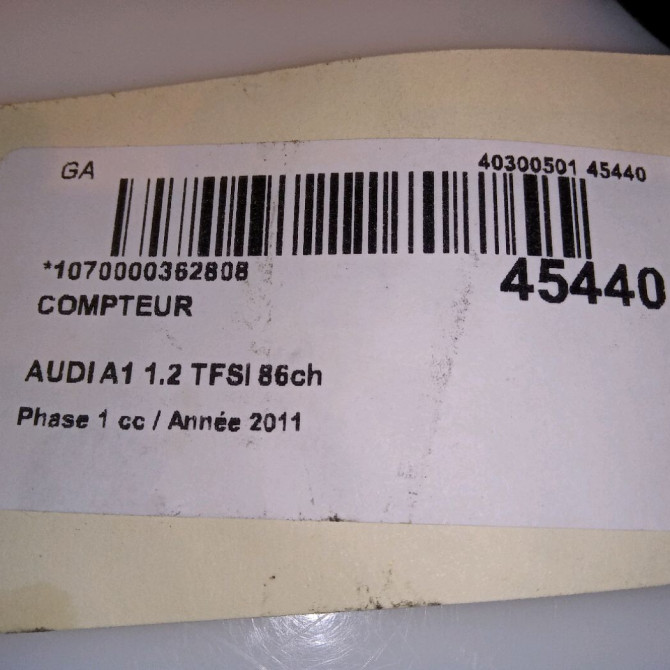 GA 40300501 45440
*1070000362808 45440
COMPTEUR
AUDI A1 1.2 TFSI 86ch
Phase 1 cc / Année 2011